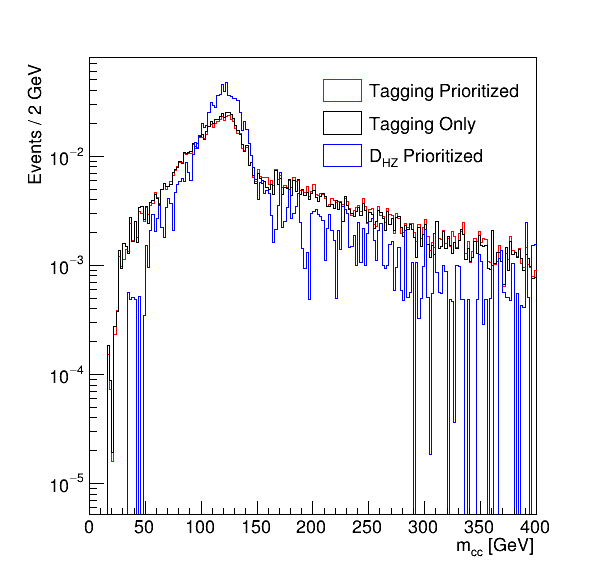 Events / 2 GeV
Tagging Prioritized
Tagging Only
D_HZ Prioritized
10⁻²
10⁻³
10⁻⁴
10⁻⁵
0 50 100 150 200 250 300 350 400
m_cc [GeV]